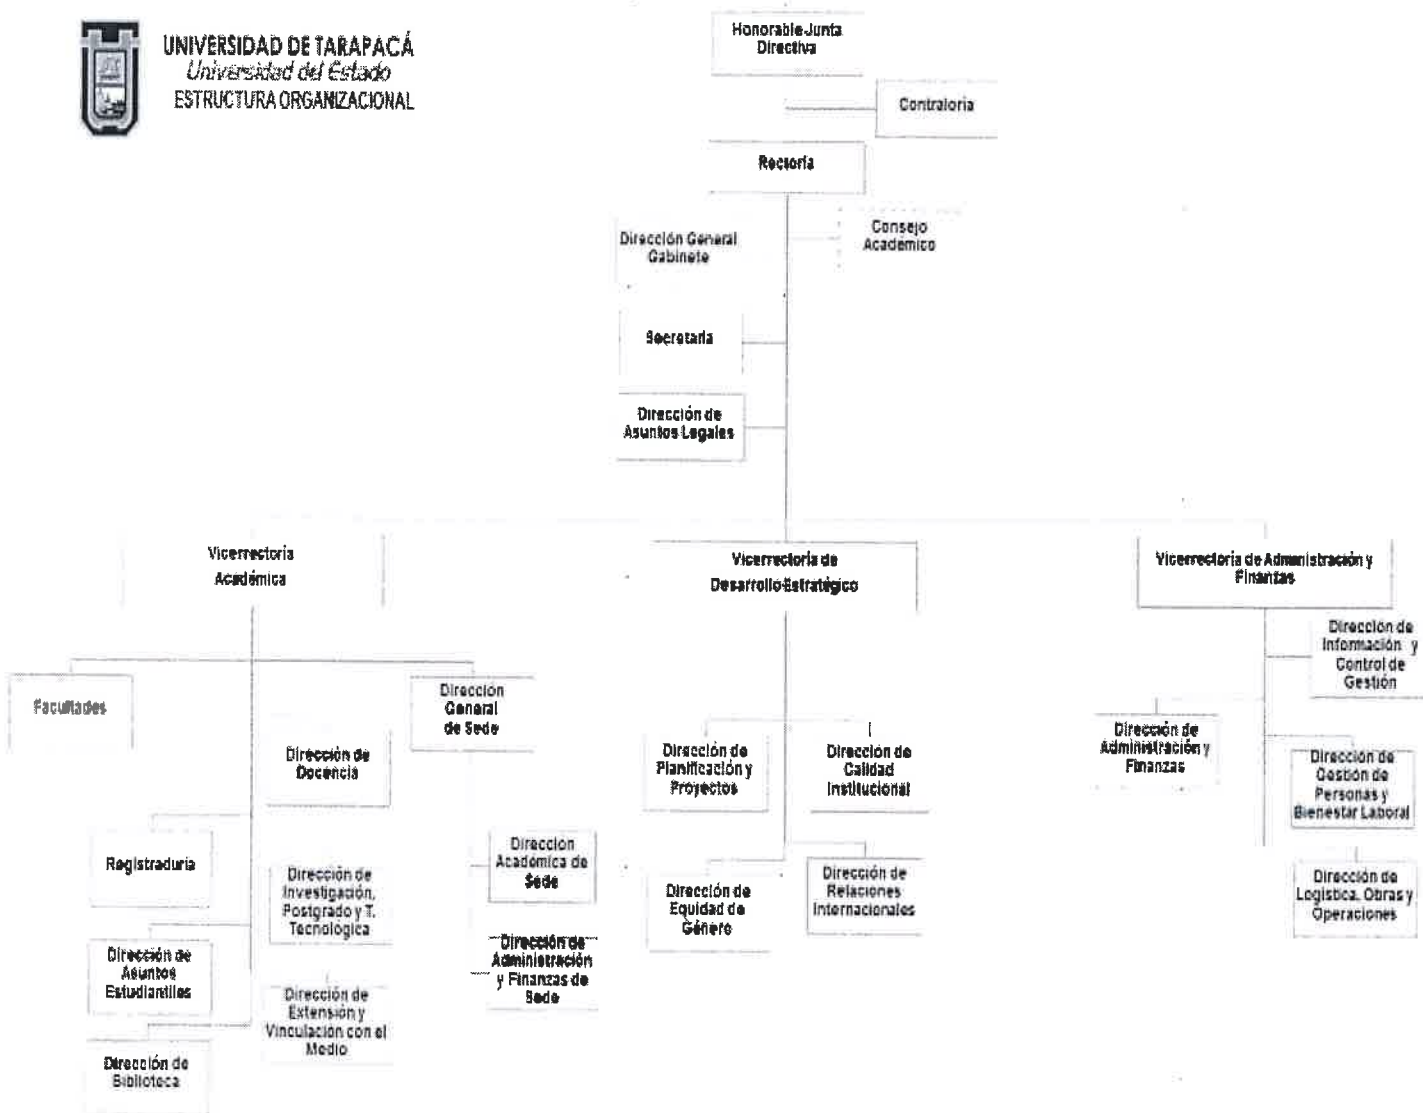 UNIVERSIDAD DE TARAPACÁ
Universidad del Estado
ESTRUCTURA ORGANIZACIONAL
Honorable Junta
Directiva
Contraloría
Rectoría
Dirección General
Gabinete
Consejo
Académico
Secretaría
Dirección de
Asuntos Legales
Vicerrectoría
Académica
Vicerrectoría de
Desarrollo Estratégico
Vicerrectoría de Administración y
Finanzas
Facultades
Dirección
General
de Sede
Dirección de
Docencia
Registraduría
Dirección de
Investigación,
Postgrado y T.
Tecnológica
Dirección
Académica de
Sede
Dirección de
Asuntos
Estudiantiles
Dirección de
Administración
y Finanzas de
Sede
Dirección de
Extensión y
Vinculación con el
Medio
Dirección de
Biblioteca
Dirección de
Planificación y
Proyectos
Dirección de
Calidad
Institucional
Dirección de
Equidad de
Género
Dirección de
Relaciones
Internacionales
Dirección de
Información y
Control de
Gestión
Dirección de
Administración y
Finanzas
Dirección de
Gestión de
Personas y
Bienestar Laboral
Dirección de
Logística, Obras y
Operaciones